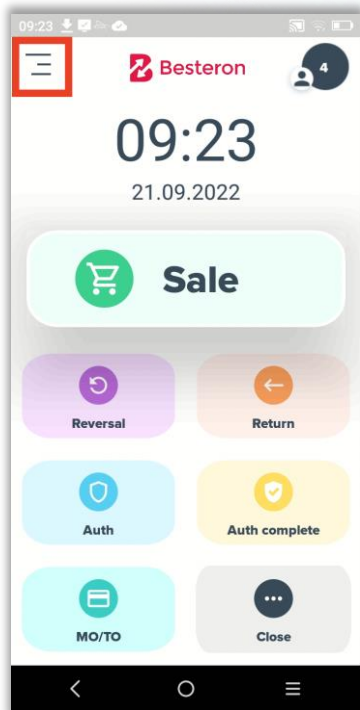 09:23
Besteron
4
09:23
21.09.2022
Sale
Reversal
Return
Auth
Auth complete
MO/TO
Close